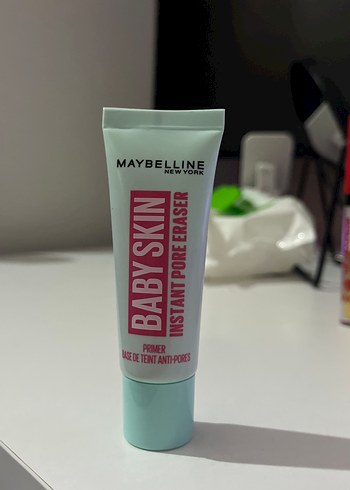 MAYBELLINE
NEW YORK
BABY SKIN
INSTANT PORE ERASER
PRIMER
BASE DE TEINT ANTI-PORES